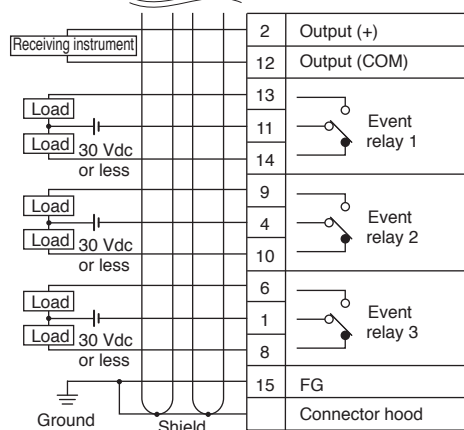 2 Output (+)
Receiving instrument
12 Output (COM)
13
Load
11 Event
relay 1
Load
30 Vdc
or less
14
9
Load
4 Event
relay 2
Load
30 Vdc
or less
10
6
Load
1 Event
relay 3
Load
30 Vdc
or less
8
15 FG
Ground
Shield
Connector hood